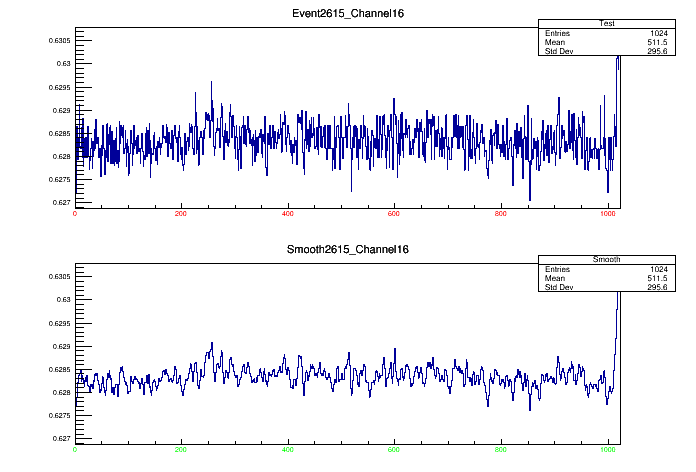 Event2615_Channel16
Test
Entries 1024
Mean 511.5
Std Dev 295.6
0.6305
0.63
0.6295
0.629
0.6285
0.628
0.6275
0.627
0 200 400 600 800 1000
Smooth2615_Channel16
Smooth
Entries 1024
Mean 511.5
Std Dev 295.6
0.6305
0.63
0.6295
0.629
0.6285
0.628
0.6275
0.627
0 200 400 600 800 1000